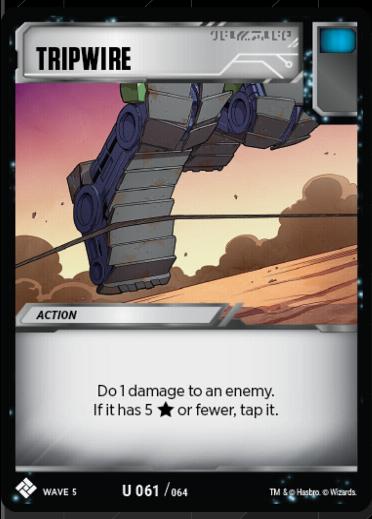 TRIPWIRE
ACTION
Do 1 damage to an enemy.
If it has 5 ★ or fewer, tap it.
WAVE 5 U 061 / 064 TM & © Hasbro. © Wizards.